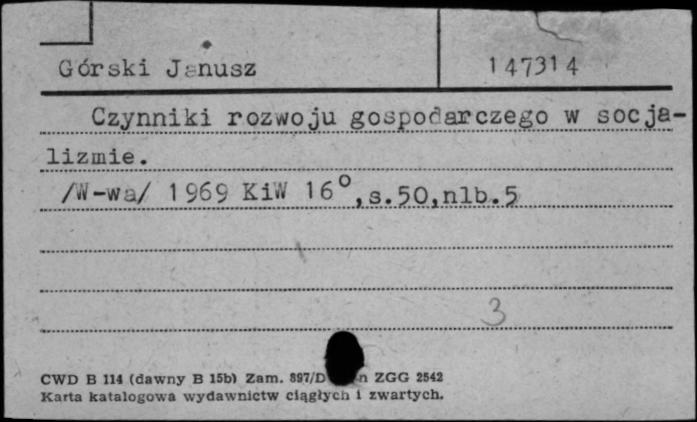 Górski Janusz 147314
Czynniki rozwoju gospodarczego w socja-
lizmie.
/W-wa/ 1969 KiW 16°,s.50,nlb.5
3
CWD B 114 (dawny B 15b) Zam. 897/D ZGG 2542
Karta katalogowa wydawnictw ciągłych i zwartych.